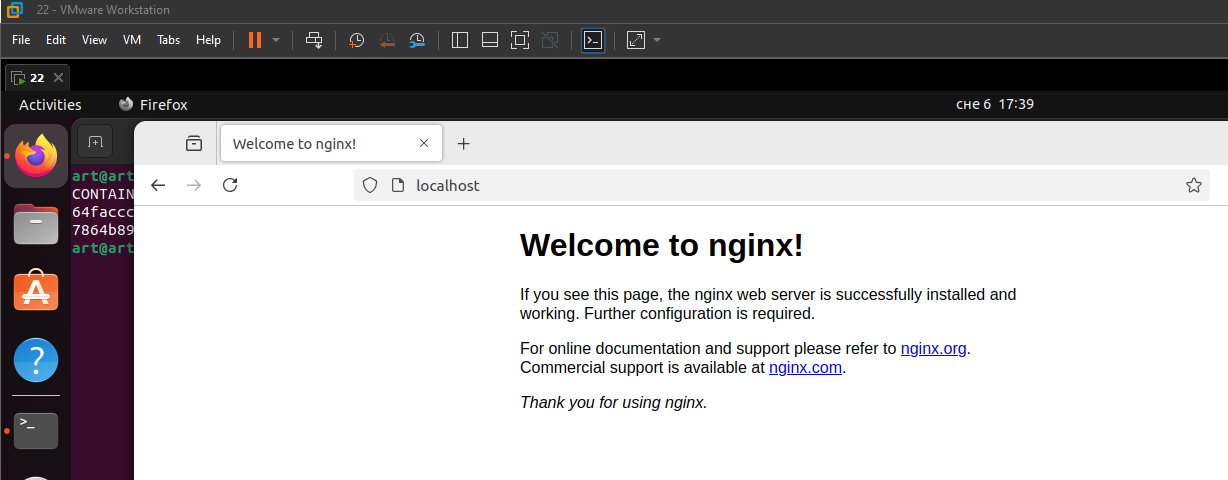 22 - VMware Workstation
File Edit View VM Tabs Help
22
Activities Firefox сне 6 17:39
Welcome to nginx!
localhost
art@art
CONTAIN
64faccc
7864b89
art@art
Welcome to nginx!
If you see this page, the nginx web server is successfully installed and
working. Further configuration is required.
For online documentation and support please refer to nginx.org.
Commercial support is available at nginx.com.
Thank you for using nginx.